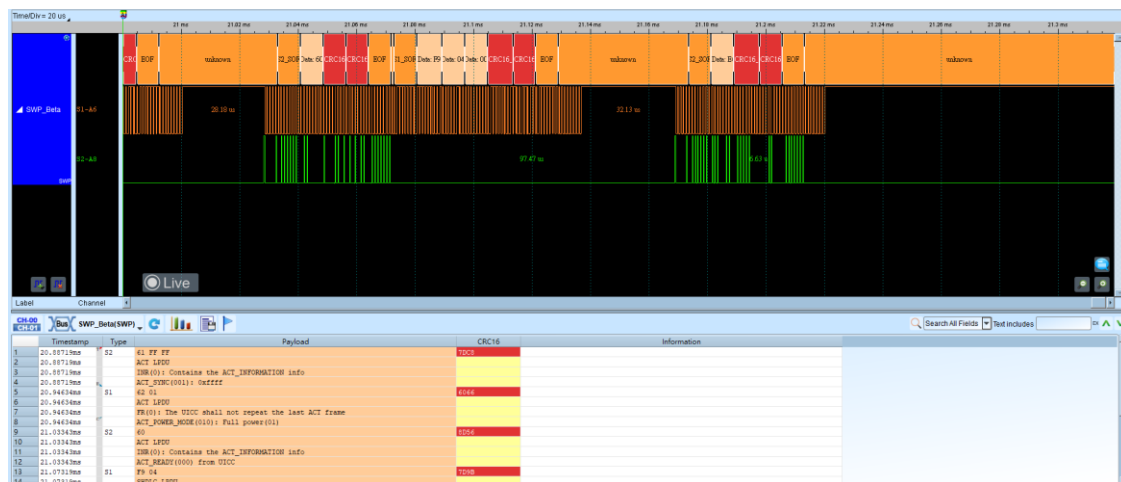 Time/Div= 20 us
21 ms 21.02 ms 21.04 ms 21.06 ms 21.08 ms 21.1 ms 21.12 ms 21.14 ms 21.16 ms 21.18 ms 21.2 ms 21.22 ms 21.24 ms 21.26 ms 21.28 ms 21.3 ms
CRC EOF unknown S2_SOF Data: 60 CRC16 CRC16 EOF S1_SOF Data: F9 Data: 04 CRC16 CRC16 EOF unknown S2_SOF CRC16 CRC16 EOF unknown
SWP_Beta S1-A6 28.18 us 32.13 us
S2-A8 97.47 us
SWP
Live
Label Channel
CH-00
CH-01 Bus SWP_Beta(SWP) Search All Fields Text includes
Timestamp Type Payload CRC16 Information
1 20.88719ms S2 61 FF FF 7DC8
2 20.88719ms ACT LPDU
3 20.88719ms INR(0): Contains the ACT_INFORMATION info
4 20.88719ms ACT_SYNC(001): 0xffff
5 20.94634ms S1 62 01 6066
6 20.94634ms ACT LPDU
7 20.94634ms FR(0): The UICC shall not repeat the last ACT frame
8 20.94634ms ACT_POWER_MODE(010): Full power(01)
9 21.03343ms S2 60 8D56
10 21.03343ms ACT LPDU
11 21.03343ms INR(0): Contains the ACT_INFORMATION info
12 21.03343ms ACT_READY(000) from UICC
13 21.07319ms S1 F9 04 7D9B